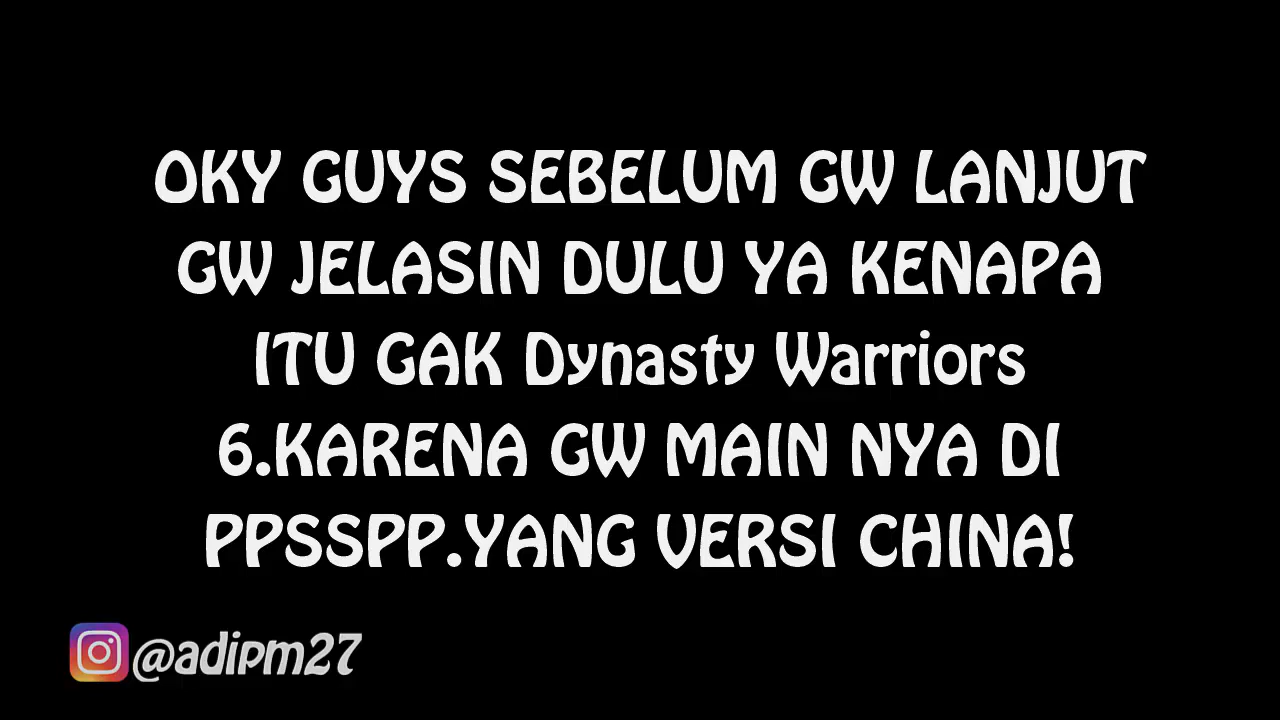 OKY GUYS SEBELUM GW LANJUT
GW JELASIN DULU YA KENAPA
ITU GAK Dynasty Warriors
6.KARENA GW MAIN NYA DI
PPSSPP.YANG VERSI CHINA!
@adipm27